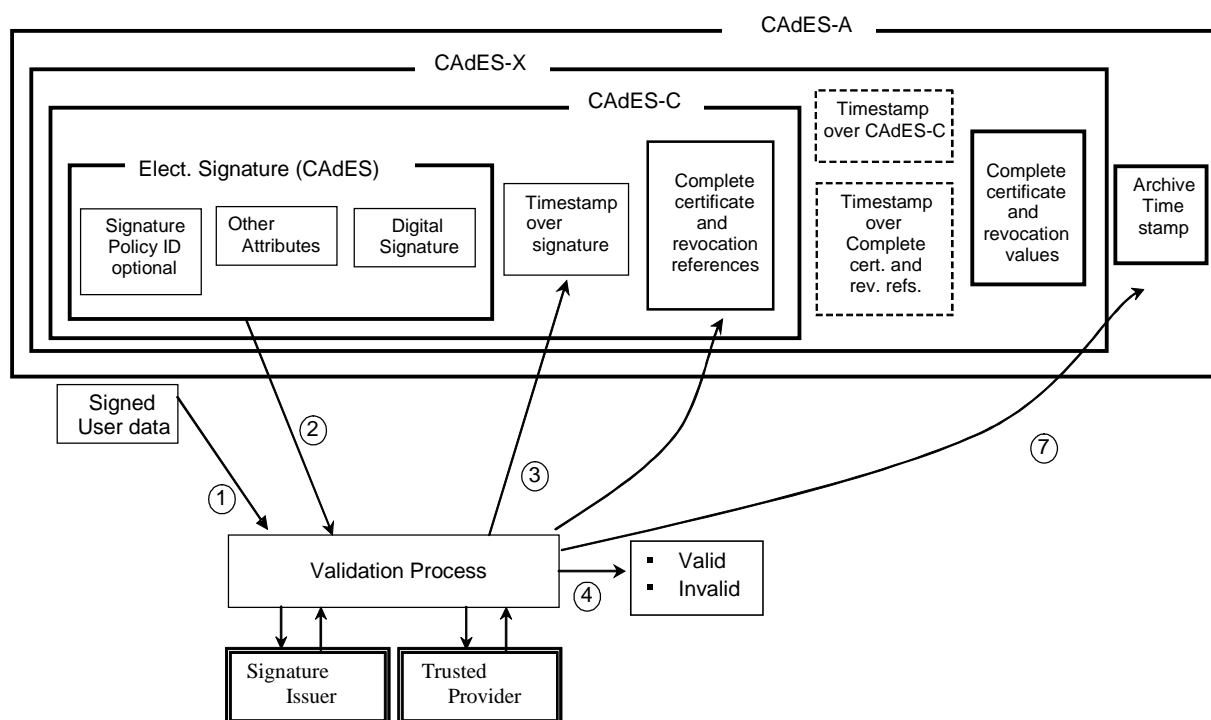 CAdES-A
CAdES-X
CAdES-C
Elect. Signature (CAdES)
Signature
Policy ID
optional
Other
Attributes
Digital
Signature
Timestamp
over
signature
Complete
certificate
and
revocation
references
Timestamp
over CAdES-C
Timestamp
over
Complete
cert. and
rev. refs.
Complete
certificate
and
revocation
values
Archive
Time
stamp
Signed
User data
1
2
3
7
Validation Process
4
▪ Valid
▪ Invalid
Signature
Issuer
Trusted
Provider